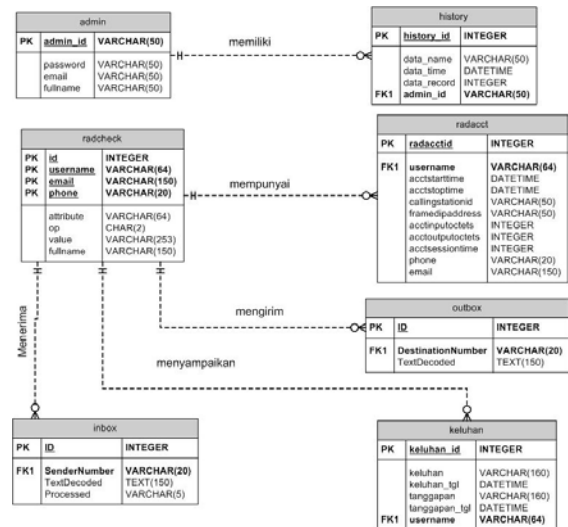 admin
PK admin_id VARCHAR(50)
password VARCHAR(50)
email VARCHAR(50)
fullname VARCHAR(50)
memiliki
history
PK history_id INTEGER
data_name VARCHAR(50)
data_time DATETIME
data_record INTEGER
FK1 admin_id VARCHAR(50)
radcheck
PK id INTEGER
PK username VARCHAR(64)
PK email VARCHAR(150)
PK phone VARCHAR(20)
attribute VARCHAR(64)
op CHAR(2)
value VARCHAR(253)
fullname VARCHAR(150)
mempunyai
radacct
PK radacctid INTEGER
FK1 username VARCHAR(64)
acctstarttime DATETIME
acctstoptime DATETIME
callingstationid VARCHAR(50)
framedipaddress VARCHAR(50)
acctinputoctets INTEGER
acctoutputoctets INTEGER
acctsessiontime INTEGER
phone VARCHAR(20)
email VARCHAR(150)
mengirim
outbox
PK ID INTEGER
FK1 DestinationNumber VARCHAR(20)
TextDecoded TEXT(150)
Menerima
menyampaikan
inbox
PK ID INTEGER
FK1 SenderNumber VARCHAR(20)
TextDecoded TEXT(150)
Processed VARCHAR(5)
keluhan
PK keluhan_id INTEGER
keluhan VARCHAR(160)
keluhan_tgl DATETIME
tanggapan VARCHAR(160)
tanggapan_tgl DATETIME
FK1 username VARCHAR(64)